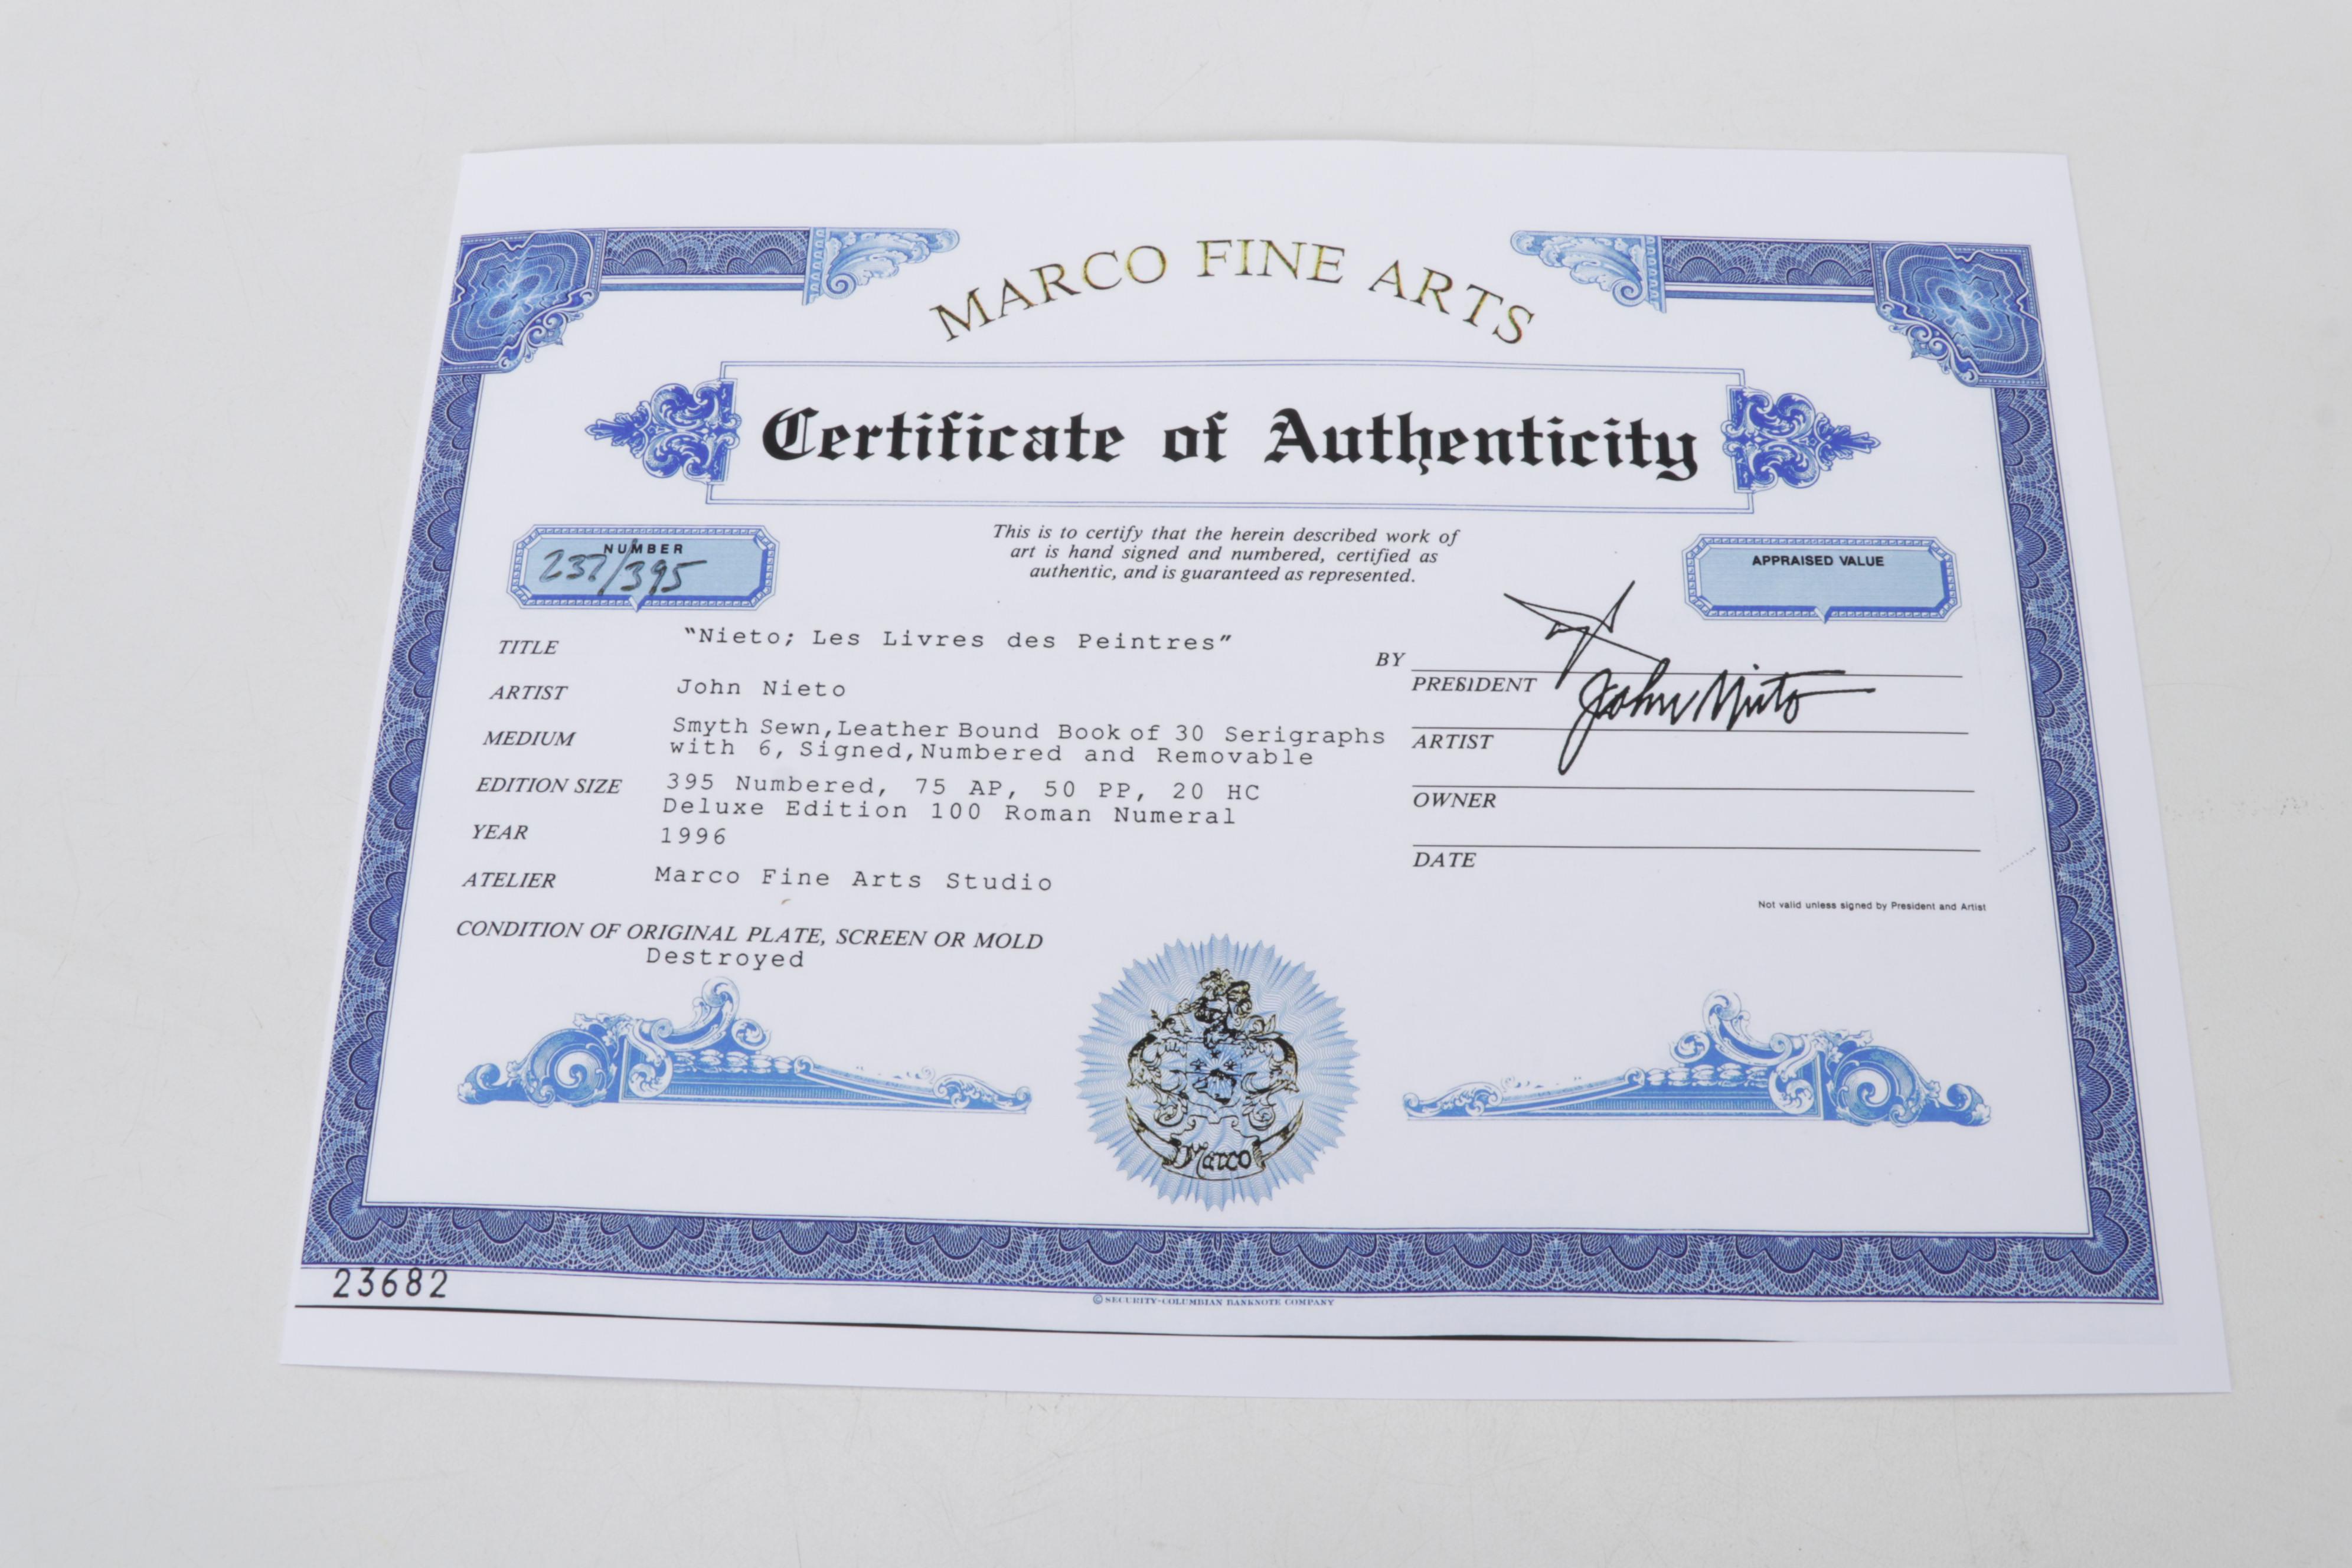 MARCO FINE ARTS
Certificate of Authenticity
NUMBER
237/395
This is to certify that the herein described work of
art is hand signed and numbered, certified as
authentic, and is guaranteed as represented.
APPRAISED VALUE
TITLE "Nieto; Les Livres des Peintres"
ARTIST John Nieto
MEDIUM Smyth Sewn, Leather Bound Book of 30 Serigraphs
with 6, Signed, Numbered and Removable
EDITION SIZE 395 Numbered, 75 AP, 50 PP, 20 HC
Deluxe Edition 100 Roman Numeral
YEAR 1996
ATELIER Marco Fine Arts Studio
CONDITION OF ORIGINAL PLATE, SCREEN OR MOLD
Destroyed
BY
PRESIDENT
John Nieto
ARTIST
OWNER
DATE
Not valid unless signed by President and Artist
Marco
23682
© SECURITY-COLUMBIAN BANKNOTE COMPANY